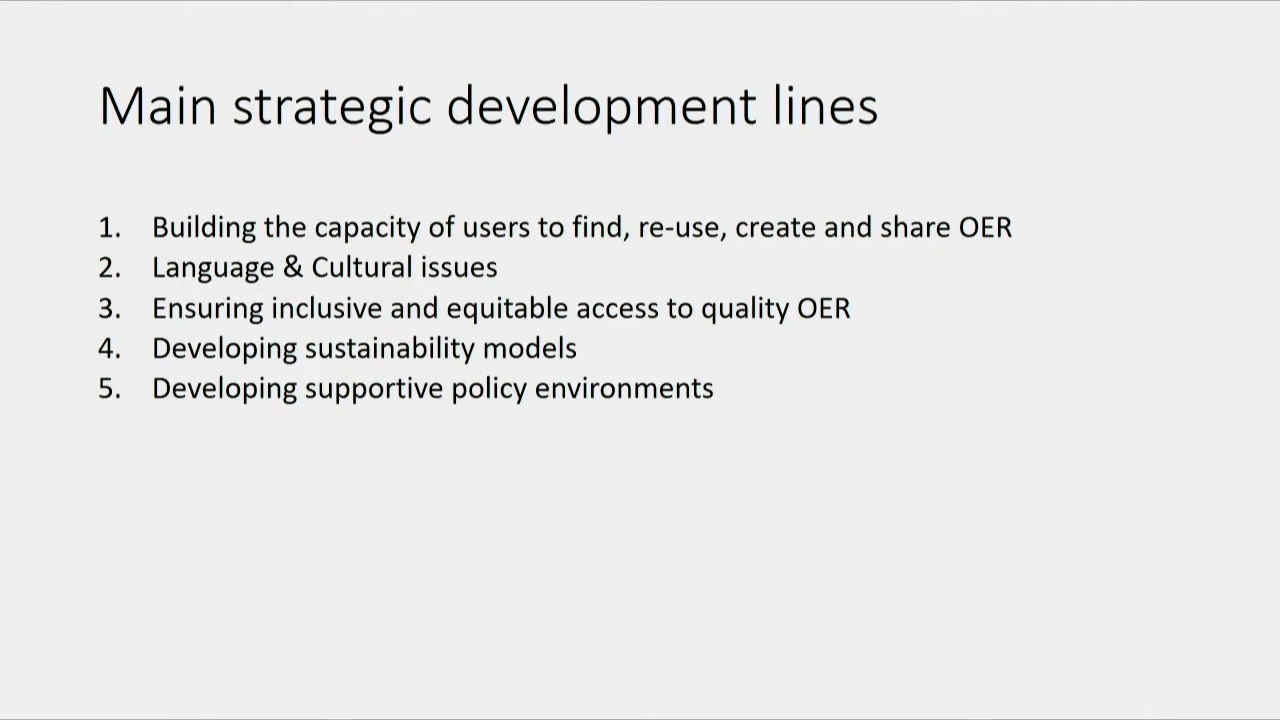 Main strategic development lines
1. Building the capacity of users to find, re-use, create and share OER
2. Language & Cultural issues
3. Ensuring inclusive and equitable access to quality OER
4. Developing sustainability models
5. Developing supportive policy environments